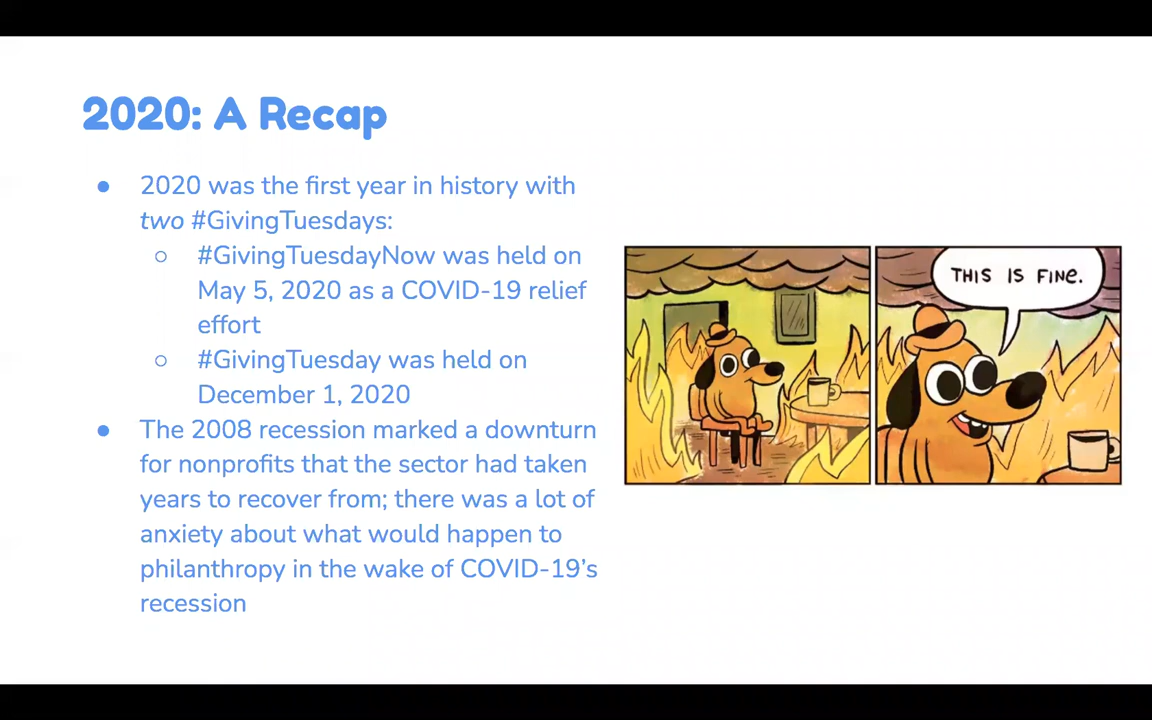 2020: A Recap
● 2020 was the first year in history with
two #GivingTuesdays:
○ #GivingTuesdayNow was held on
May 5, 2020 as a COVID-19 relief
effort
○ #GivingTuesday was held on
December 1, 2020
● The 2008 recession marked a downturn
for nonprofits that the sector had taken
years to recover from; there was a lot of
anxiety about what would happen to
philanthropy in the wake of COVID-19’s
recession
THIS IS FINE.